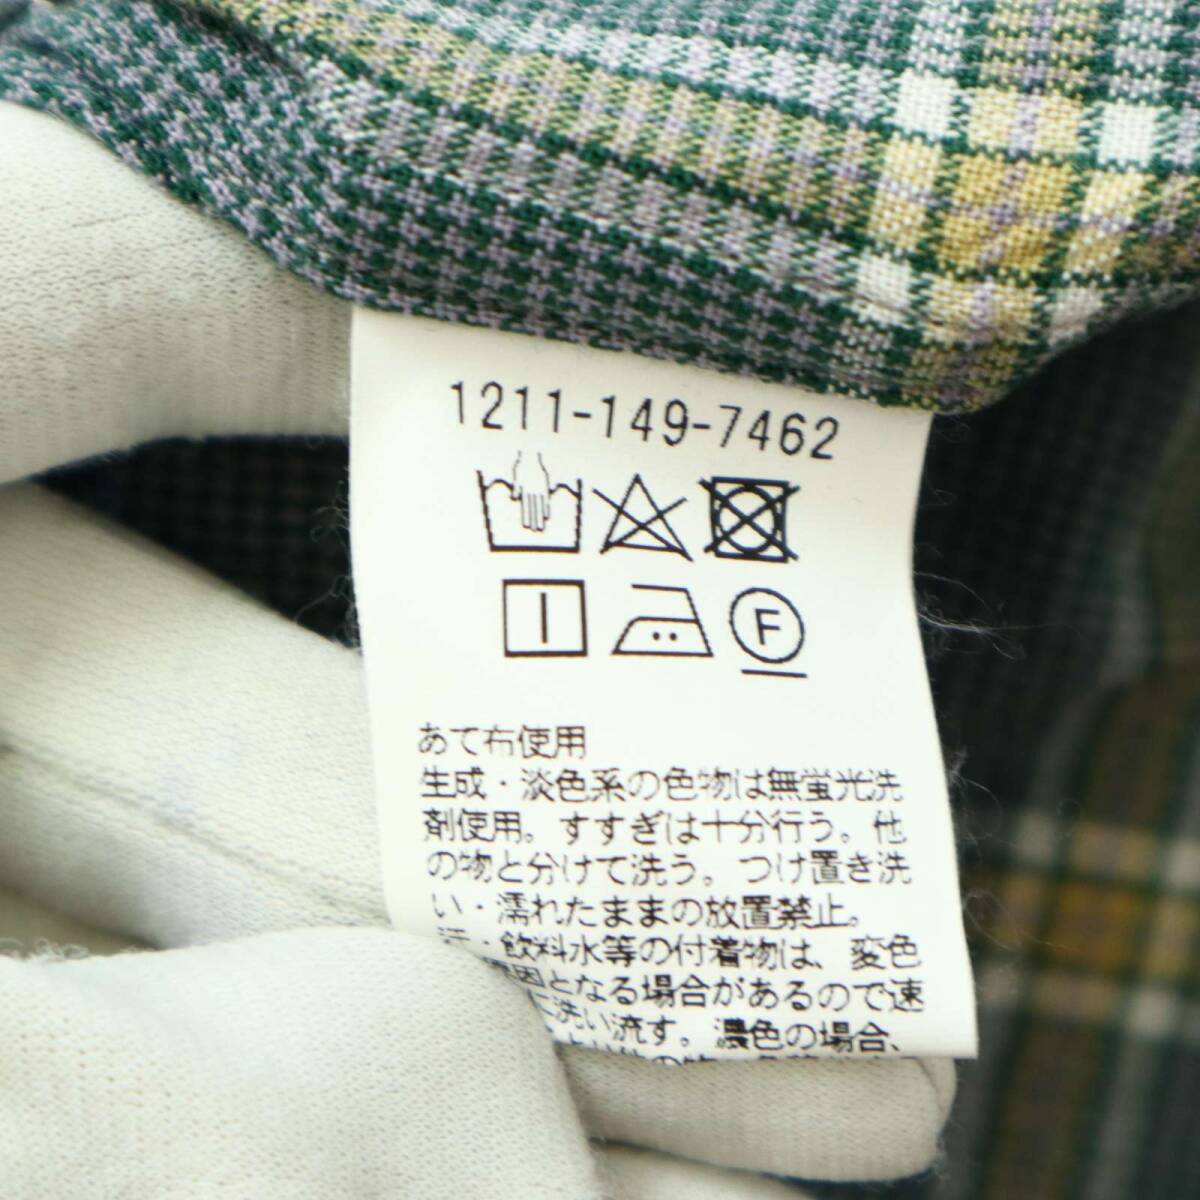 1211-149-7462
F
あて布使用
生成・淡色系の色物は無蛍光洗
剤使用。すすぎは十分行う。他
の物と分けて洗う。つけ置き洗
い・濡れたままの放置禁止。
汗・飲料水等の付着物は、変色
原因となる場合があるので速
に洗い流す。濃色の場合、